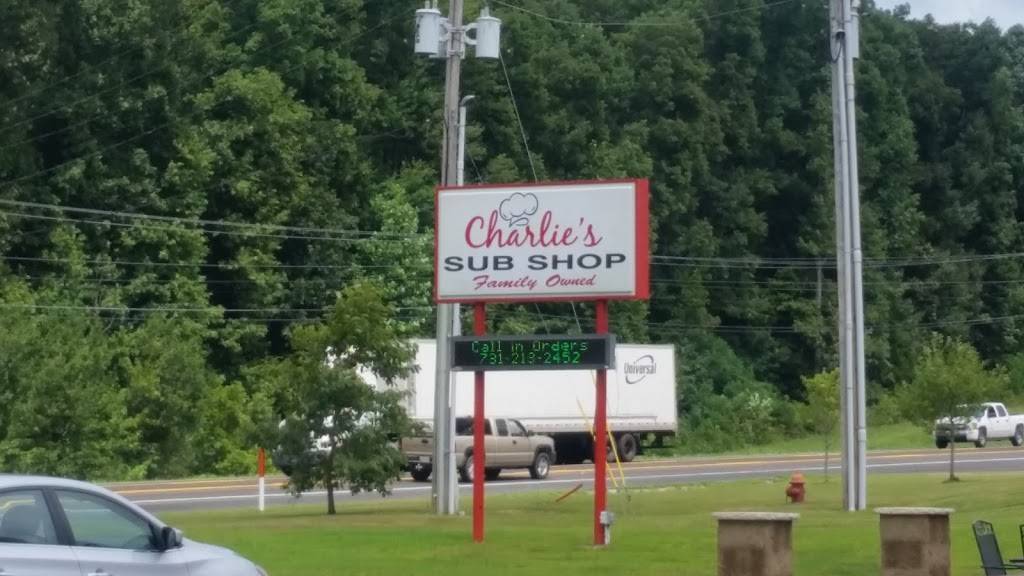 Charlie's
SUB SHOP
Family Owned
Call in Orders
731-213-2452
Universal